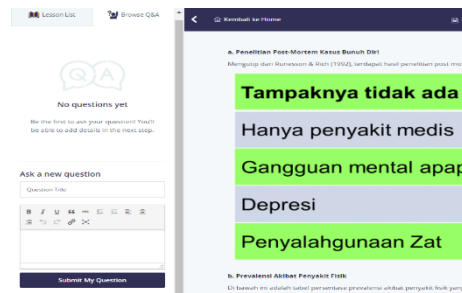 Lesson List
Browse Q&A
Q A
No questions yet
Be the first to ask your question! You'll
be able to add details in the next step.
Ask a new question
Question Title
B I U
Submit My Question
Kembali ke Home
a. Penelitian Post-Mortem Kasus Bunuh Diri
Mengutip dari Runesson & Rich (1992), terdapat hasil penelitian post mo
Tampaknya tidak ada
Hanya penyakit medis
Gangguan mental apap
Depresi
Penyalahgunaan Zat
b. Prevalensi Akibat Penyakit Fisik
Di bawah ini adalah tabel persentase prevalensi akibat penyakit fisik yang